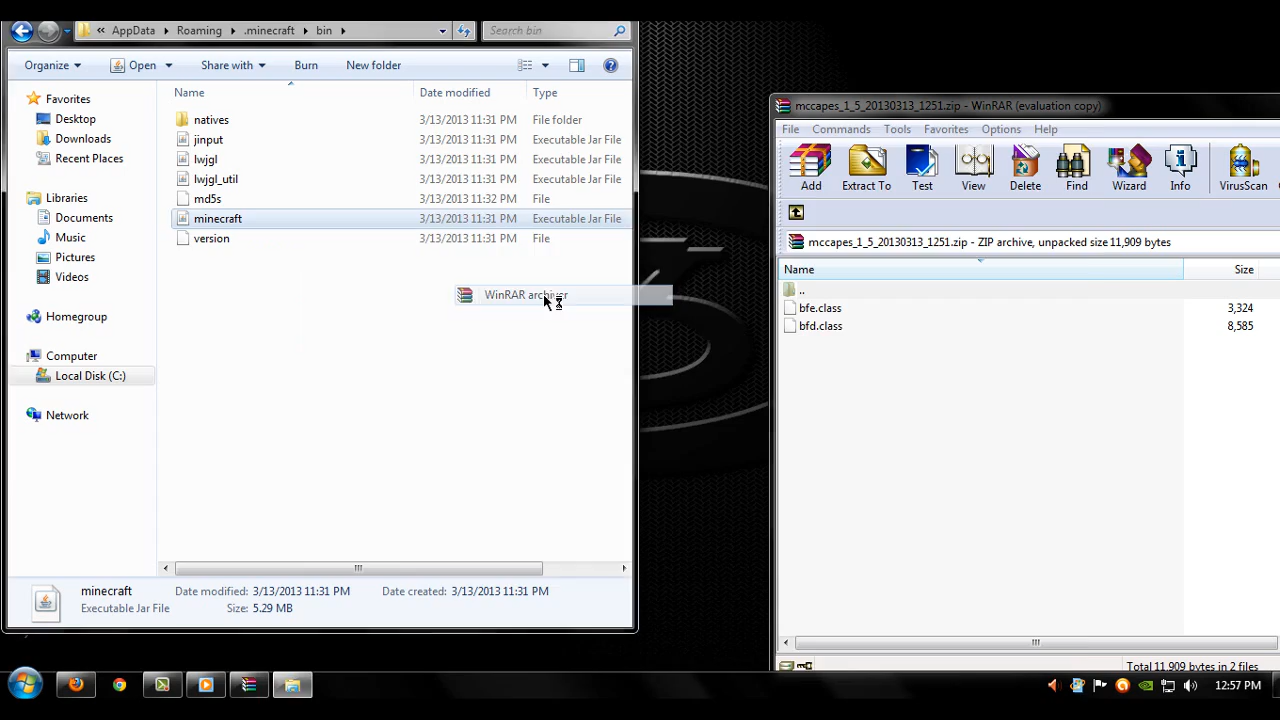 « AppData ▸ Roaming ▸ .minecraft ▸ bin ▸
Search bin
Organize Open Share with Burn New folder
Name Date modified Type
Favorites
Desktop
Downloads
Recent Places
Libraries
Documents
Music
Pictures
Videos
Homegroup
Computer
Local Disk (C:)
Network
natives 3/13/2013 11:31 PM File folder
jinput 3/13/2013 11:31 PM Executable Jar File
lwjgl 3/13/2013 11:31 PM Executable Jar File
lwjgl_util 3/13/2013 11:31 PM Executable Jar File
md5s 3/13/2013 11:32 PM File
minecraft 3/13/2013 11:31 PM Executable Jar File
version 3/13/2013 11:31 PM File
WinRAR archiver
minecraft Date modified: 3/13/2013 11:31 PM Date created: 3/13/2013 11:31 PM
Executable Jar File Size: 5.29 MB
mccapes_1_5_20130313_1251.zip - WinRAR (evaluation copy)
File Commands Tools Favorites Options Help
Add Extract To Test View Delete Find Wizard Info VirusScan
mccapes_1_5_20130313_1251.zip - ZIP archive, unpacked size 11,909 bytes
Name Size
..
bfe.class 3,324
bfd.class 8,585
Total 11,909 bytes in 2 files
12:57 PM